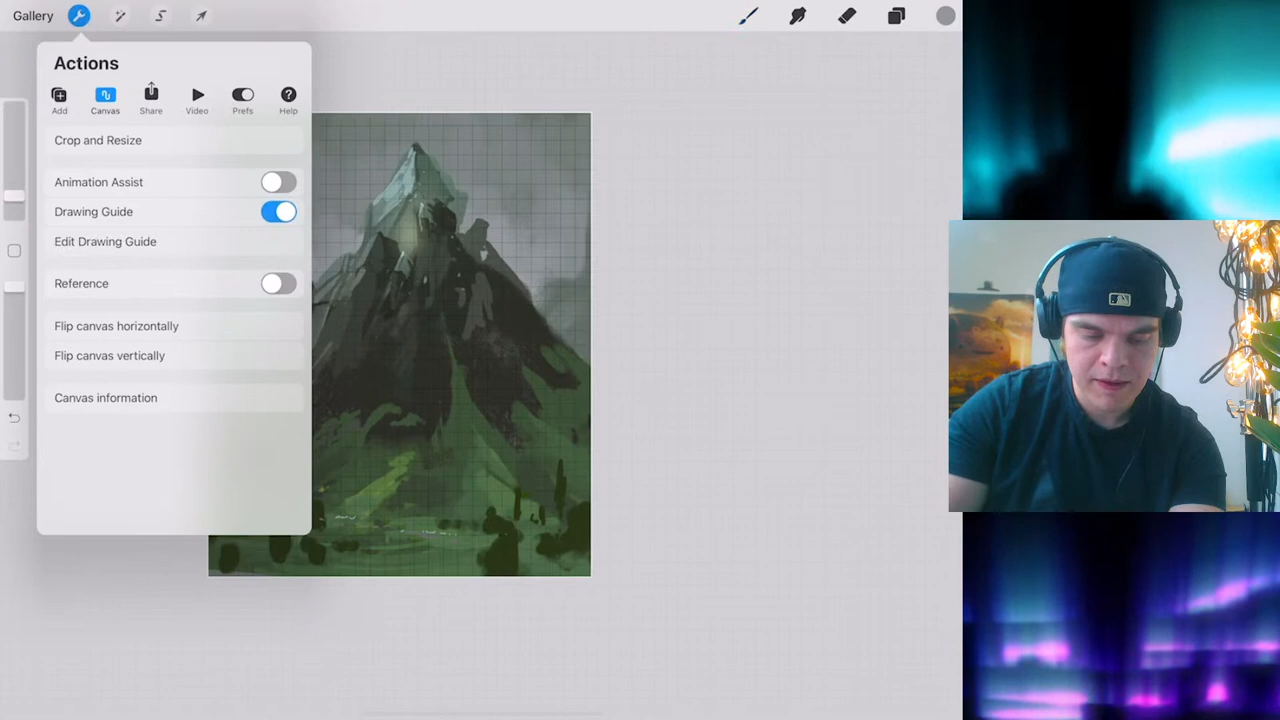 Gallery
Actions
Add
Canvas
Share
Video
Prefs
Help
Crop and Resize
Animation Assist
Drawing Guide
Edit Drawing Guide
Reference
Flip canvas horizontally
Flip canvas vertically
Canvas information